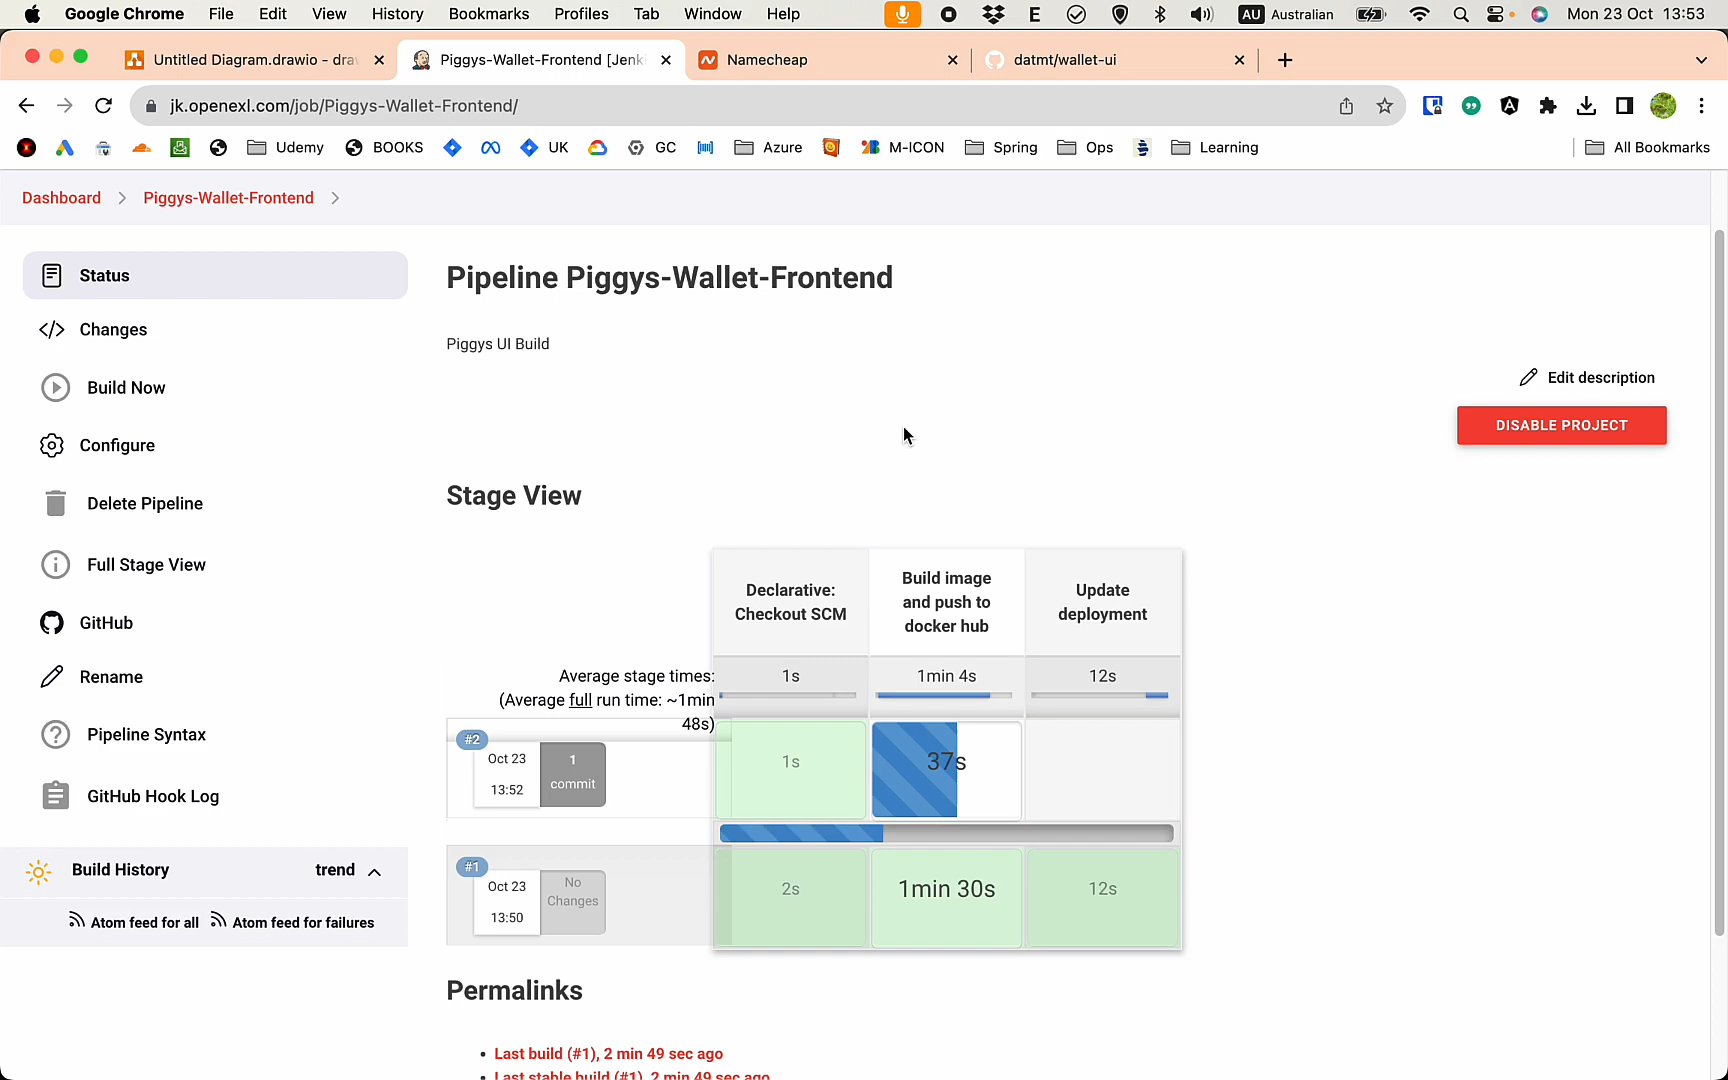 Google Chrome File Edit View History Bookmarks Profiles Tab Window Help E AU Australian Mon 23 Oct 13:53
Untitled Diagram.drawio - dra
Piggys-Wallet-Frontend [Jenk
Namecheap
datmt/wallet-ui
jk.openexl.com/job/Piggys-Wallet-Frontend/
Udemy BOOKS UK GC Azure M-ICON Spring Ops Learning All Bookmarks
Dashboard Piggys-Wallet-Frontend
Status
Changes
Build Now
Configure
Delete Pipeline
Full Stage View
GitHub
Rename
Pipeline Syntax
GitHub Hook Log
Build History trend
Atom feed for all Atom feed for failures
Pipeline Piggys-Wallet-Frontend
Piggys UI Build
Edit description
DISABLE PROJECT
Stage View
Declarative:
Checkout SCM
Build image
and push to
docker hub
Update
deployment
Average stage times:
(Average full run time: ~1min
48s)
1s 1min 4s 12s
#2
Oct 23
13:52
1
commit
1s 37s
#1
Oct 23
13:50
No
Changes
2s 1min 30s 12s
Permalinks
Last build (#1), 2 min 49 sec ago
Last stable build (#1), 2 min 49 sec ago